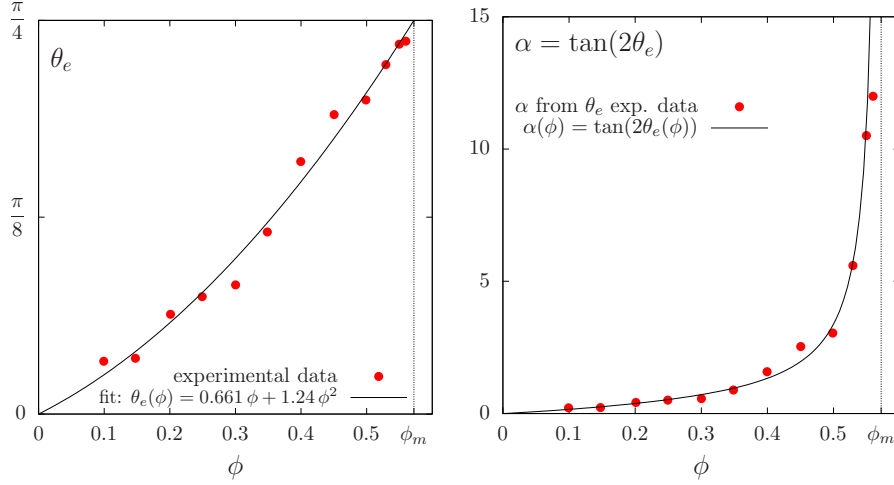 π/4
θ_e
π/8
experimental data
fit: θ_e(φ) = 0.661 φ + 1.24 φ²
0
0 0.1 0.2 0.3 0.4 0.5 φ_m
φ
15
α = tan(2θ_e)
α from θ_e exp. data
α(φ) = tan(2θ_e(φ))
10
5
0
0 0.1 0.2 0.3 0.4 0.5 φ_m
φ